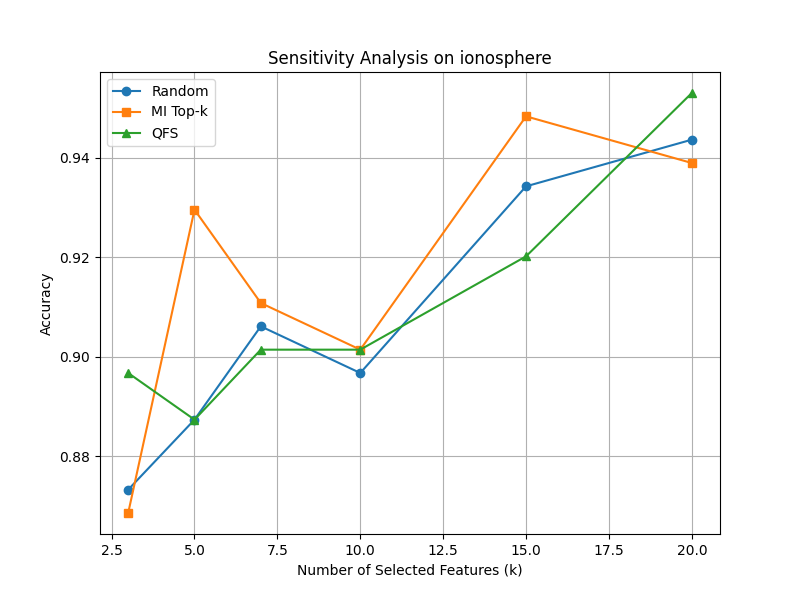 Sensitivity Analysis on ionosphere
Random
MI Top-k
QFS
Accuracy
0.94
0.92
0.90
0.88
2.5 5.0 7.5 10.0 12.5 15.0 17.5 20.0
Number of Selected Features (k)